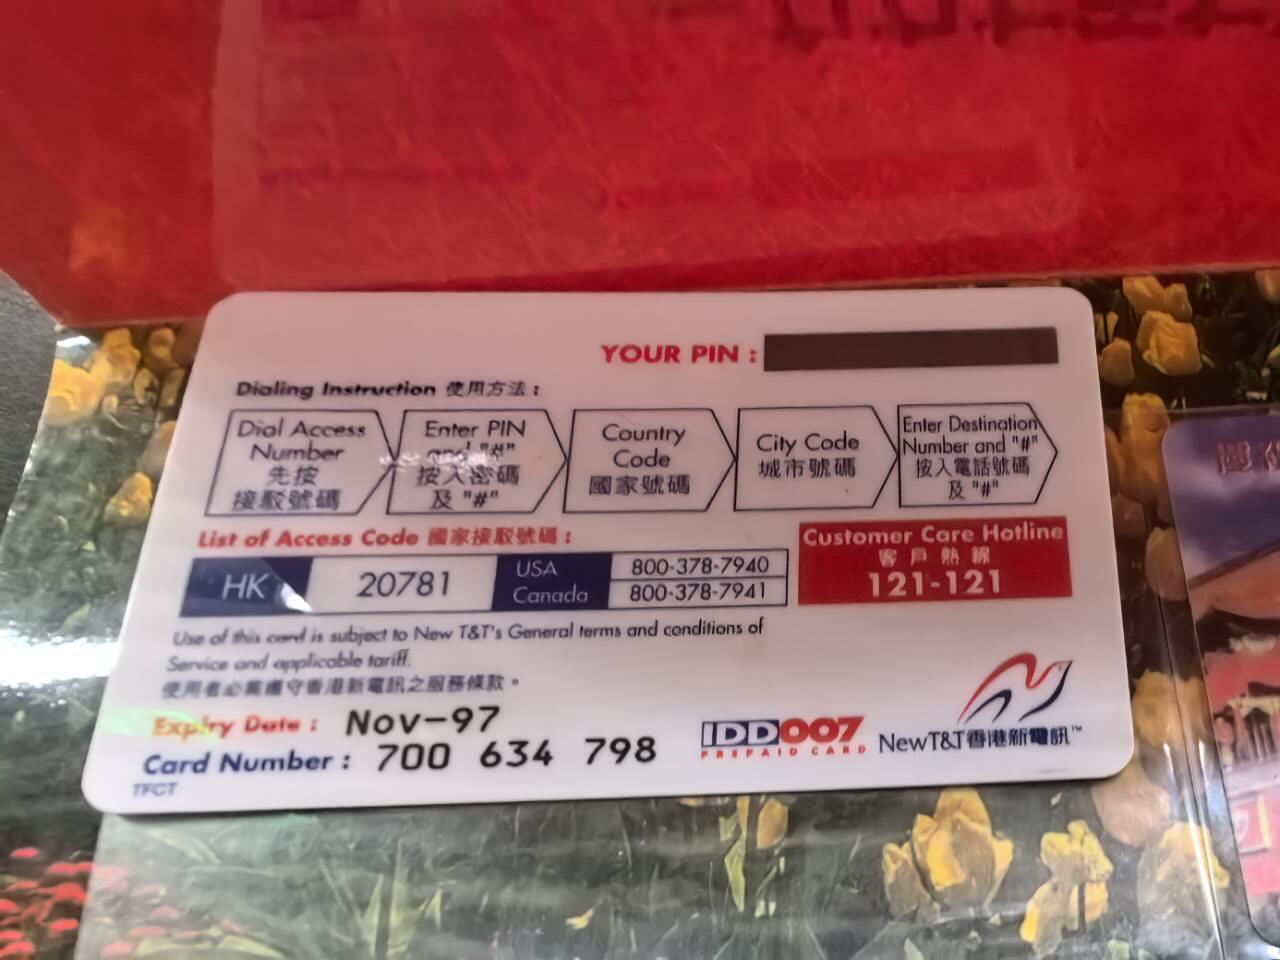 YOUR PIN :
Dialing Instruction 使用方法：
Dial Access
Number
先按
接駁號碼
Enter PIN
and "#"
按入密碼
及 "#"
Country
Code
國家號碼
City Code
城市號碼
Enter Destination
Number and "#"
按入電話號碼
及 "#"
List of Access Code 國家接駁號碼：
HK
20781
USA
Canada
800-378-7940
800-378-7941
Customer Care Hotline
客戶熱線
121-121
Use of this card is subject to New T&T's General terms and conditions of
Service and applicable tariff.
使用者必需遵守香港新電訊之服務條款。
Expiry Date : Nov-97
Card Number : 700 634 798
TFCT
IDD007
PREPAID CARD
New T&T香港新電訊™